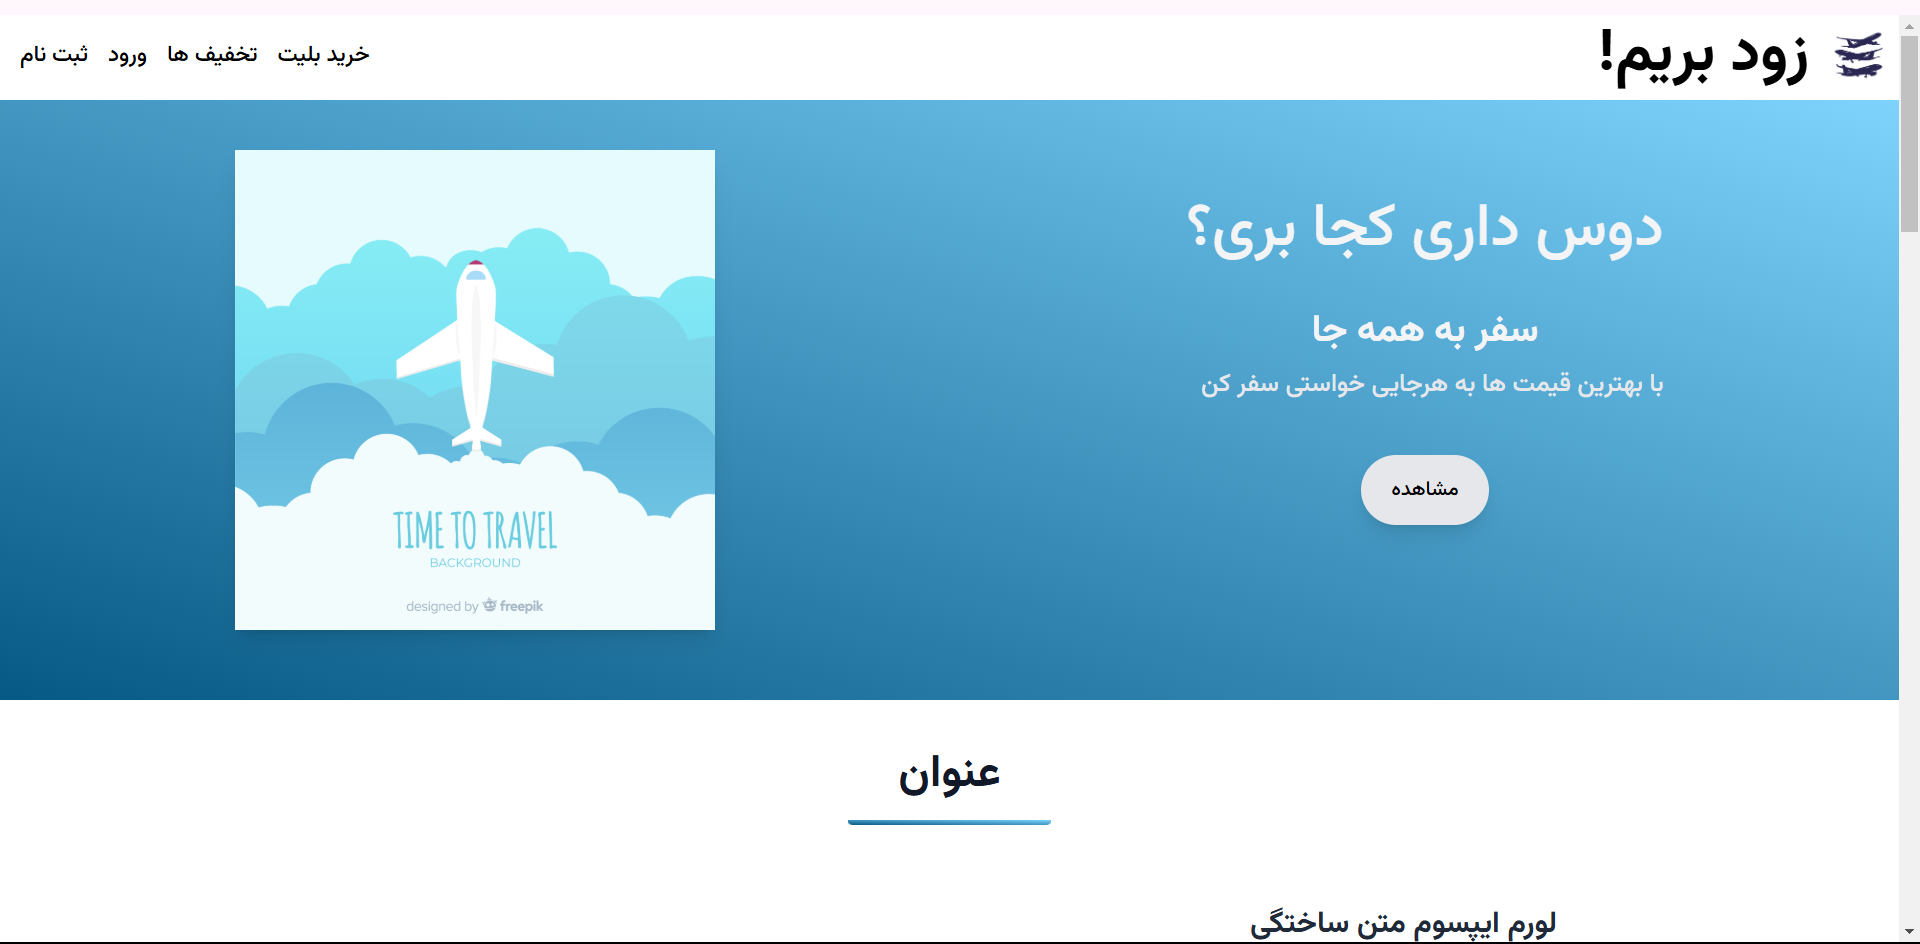 زود بریم!
خرید بلیت
تخفیف ها
ورود
ثبت نام
دوس داری کجا بری؟
سفر به همه جا
با بهترین قیمت ها به هرجایی خواستی سفر کن
مشاهده
TIME TO TRAVEL
BACKGROUND
designed by freepik
عنوان
لورم ایپسوم متن ساختگی